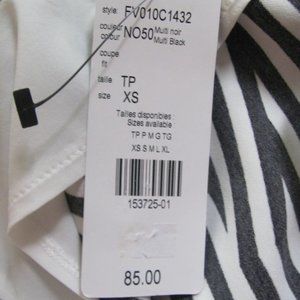 style: FV010C1432
couleur colour NO50 Multi noir Multi Black
coupe
fit
taille TP
size XS
Tailles disponibles
Sizes available
TP P M G TG
XS S M L XL
153725-01
85.00